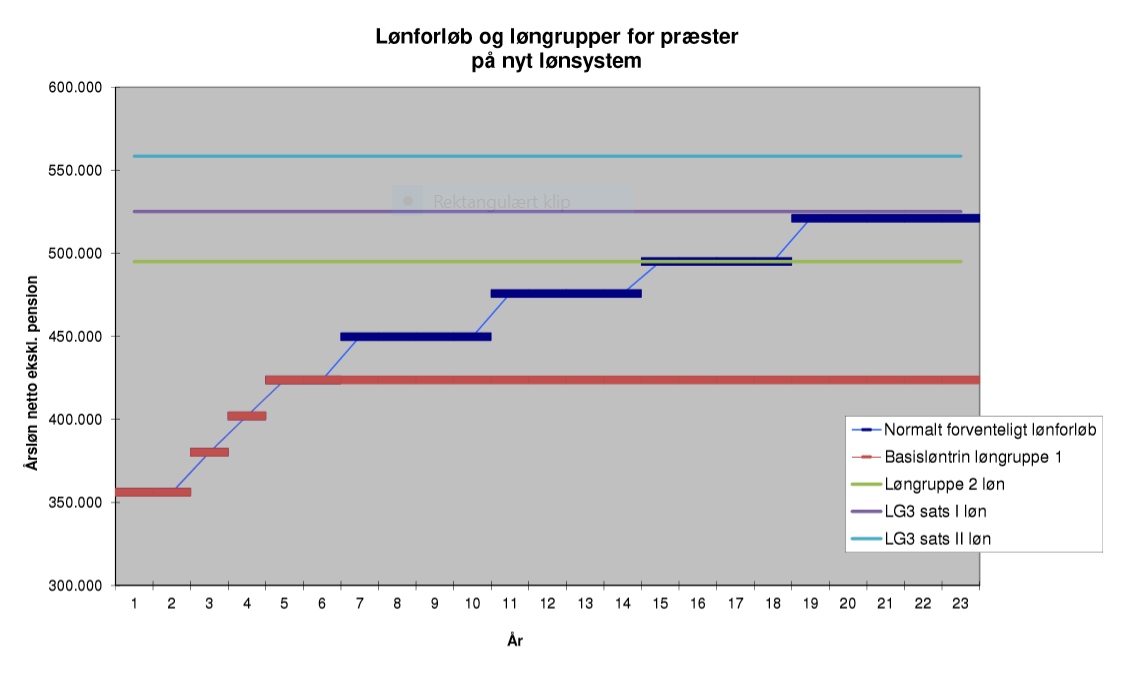 Lønforløb og løngrupper for præster
på nyt lønsystem
Årsløn netto ekskl. pension
600.000
550.000
500.000
450.000
400.000
350.000
300.000
Rektangulært klip
Normalt forventeligt lønforløb
Basisløntrin løngruppe 1
Løngruppe 2 løn
LG3 sats I løn
LG3 sats II løn
1 2 3 4 5 6 7 8 9 10 11 12 13 14 15 16 17 18 19 20 21 22 23
År